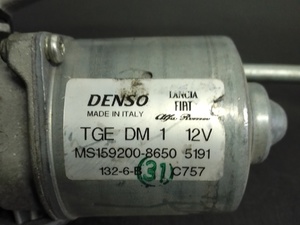 DENSO
MADE IN ITALY
LANCIA
FIAT
Alfa Romeo
TGE DM 1 12V
MS159200-8650 5191
132-6-B 31 C757